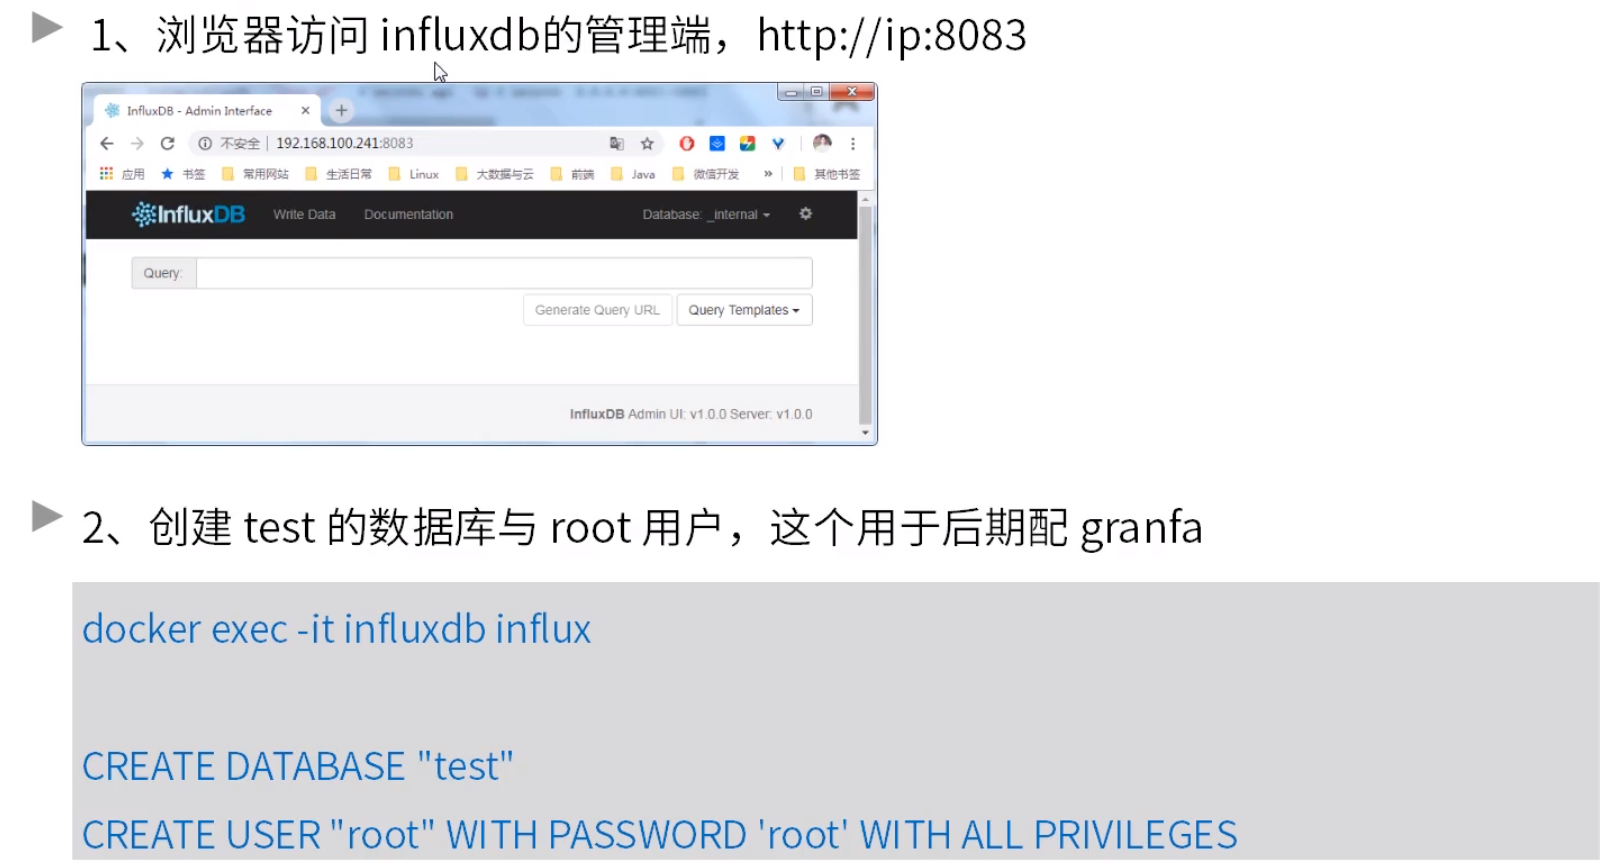 1、浏览器访问 influxdb的管理端，http://ip:8083
InfluxDB - Admin Interface
不安全 | 192.168.100.241:8083
应用 书签 常用网站 生活日常 Linux 大数据与云 前端 Java 微信开发 » 其他书签
InfluxDB Write Data Documentation Database: _internal
Query:
Generate Query URL Query Templates
InfluxDB Admin UI: v1.0.0 Server: v1.0.0
2、创建 test 的数据库与 root 用户，这个用于后期配 granfa
docker exec -it influxdb influx
CREATE DATABASE "test"
CREATE USER "root" WITH PASSWORD 'root' WITH ALL PRIVILEGES